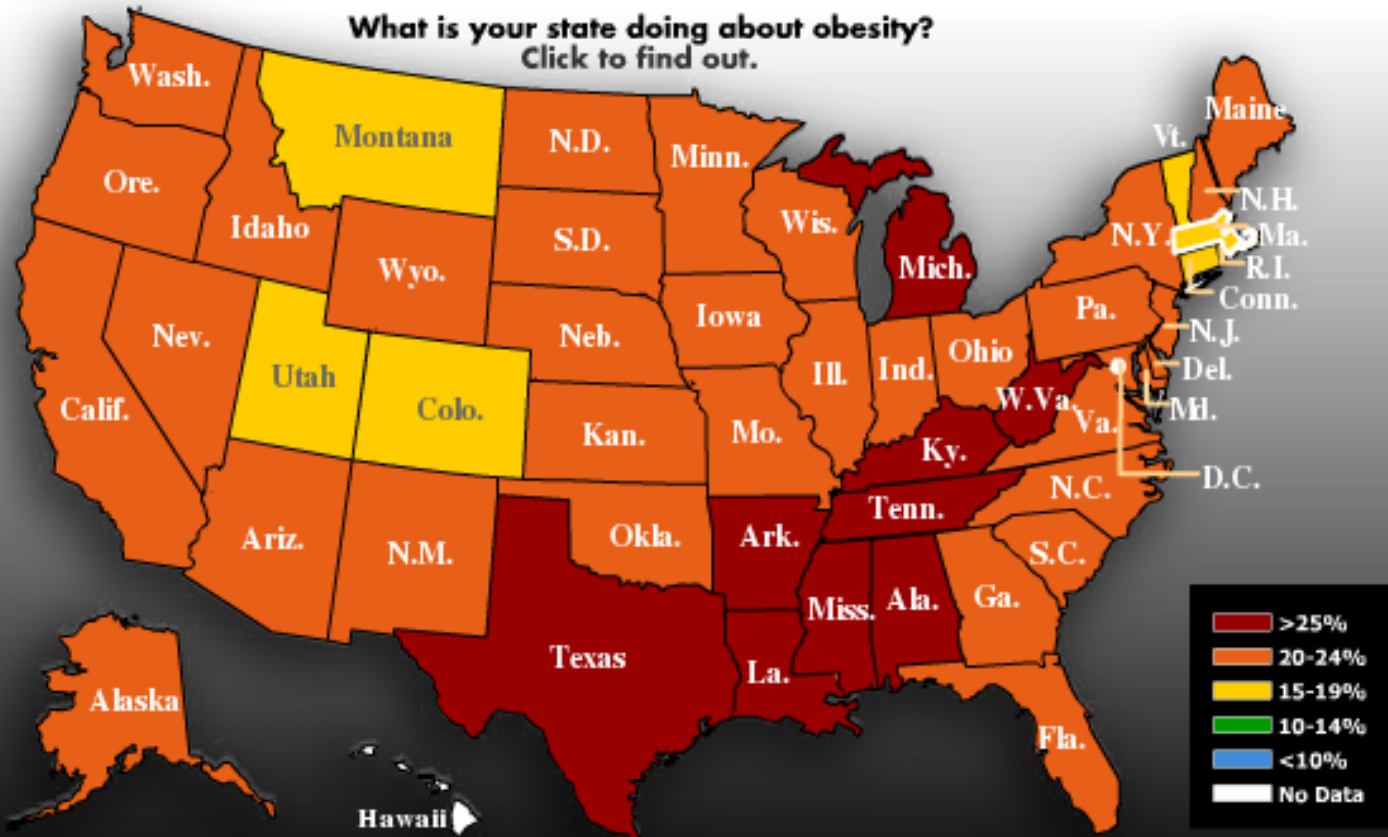 What is your state doing about obesity?
Click to find out.
Wash.
Montana
N.D.
Minn.
Maine
Vt.
Ore.
Idaho
Wyo.
S.D.
Wis.
Mich.
N.Y.
N.H.
Ma.
R.I.
Conn.
Nev.
Utah
Colo.
Neb.
Iowa
Ill.
Ind.
Ohio
Pa.
N.J.
Del.
Md.
Calif.
Kan.
Mo.
Ky.
W.Va.
Va.
D.C.
Ariz.
N.M.
Okla.
Ark.
Tenn.
N.C.
S.C.
Texas
La.
Miss.
Ala.
Ga.
Fla.
Alaska
Hawaii
>25%
20-24%
15-19%
10-14%
<10%
No Data